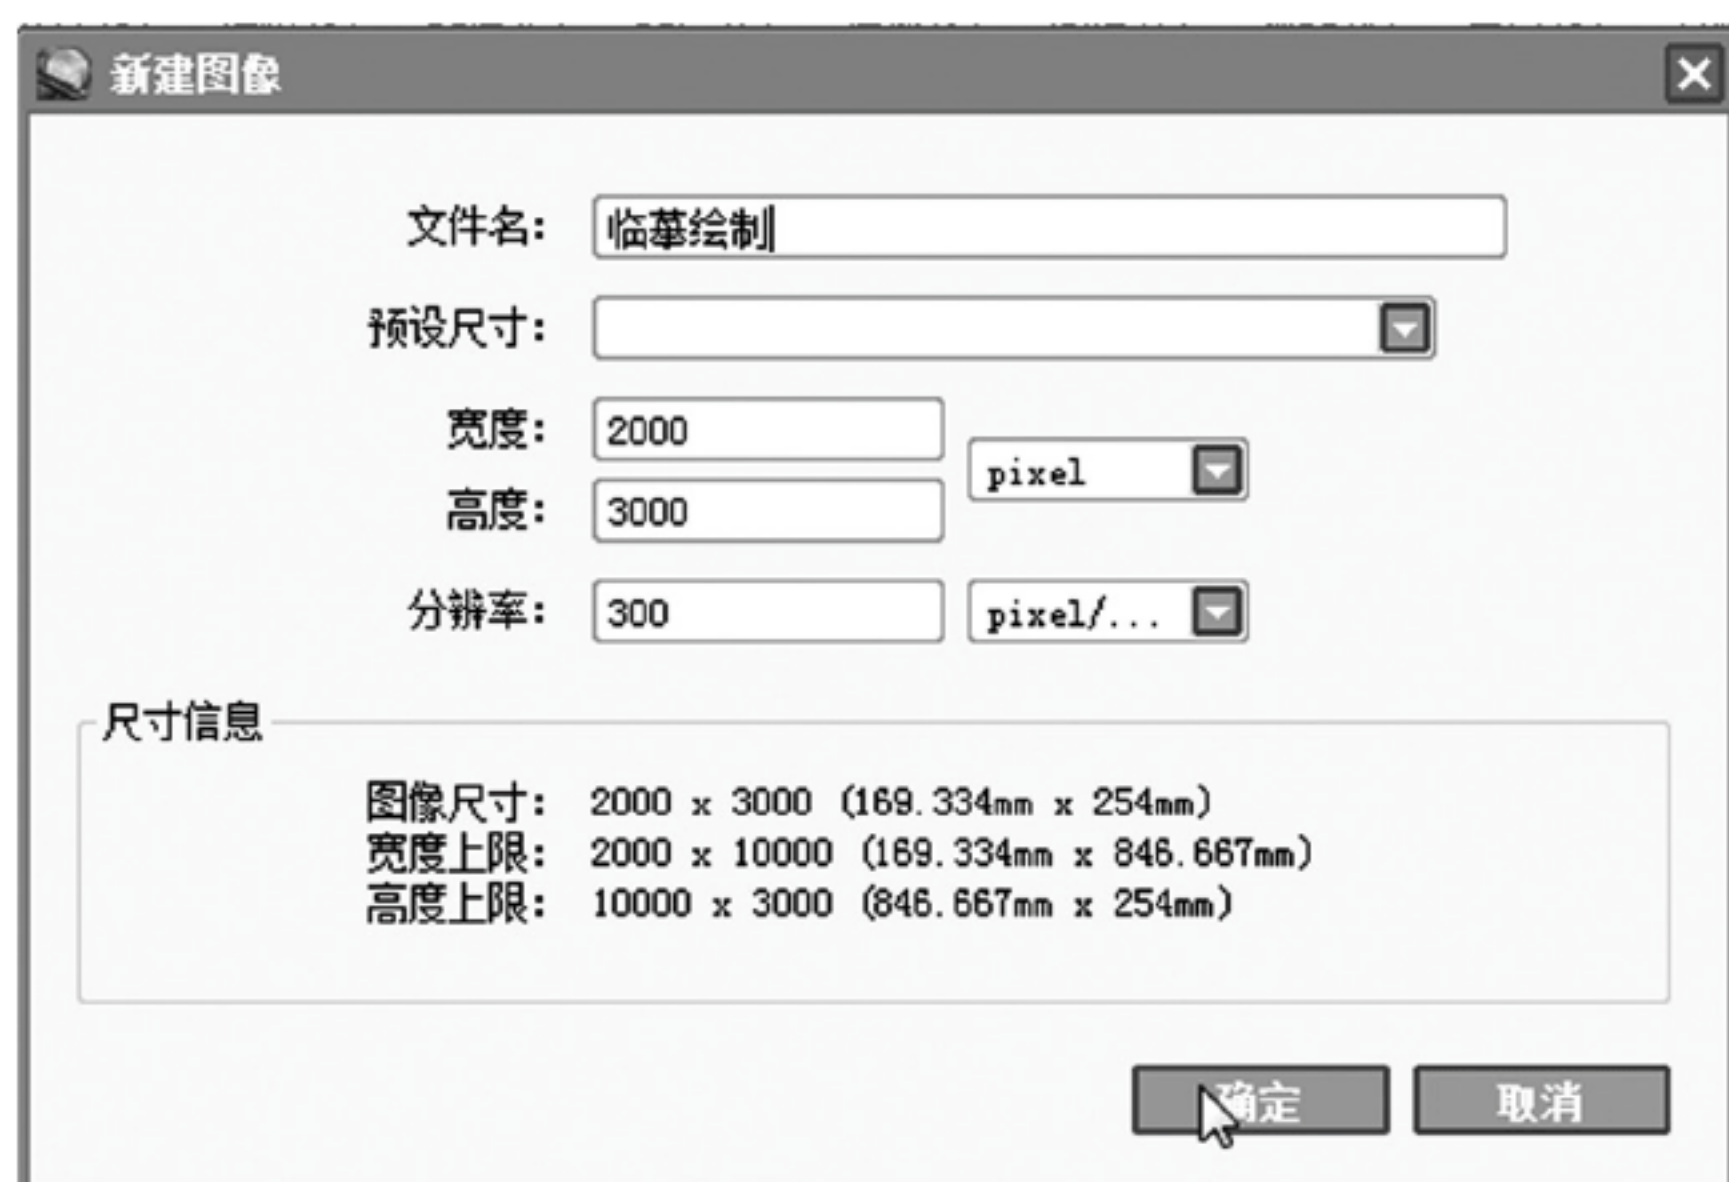 新建图像
文件名： 临摹绘制
预设尺寸：
宽度： 2000
pixel
高度： 3000
分辨率： 300 pixel/...
尺寸信息
图像尺寸： 2000 x 3000 (169.334mm x 254mm)
宽度上限： 2000 x 10000 (169.334mm x 846.667mm)
高度上限： 10000 x 3000 (846.667mm x 254mm)
确定 取消